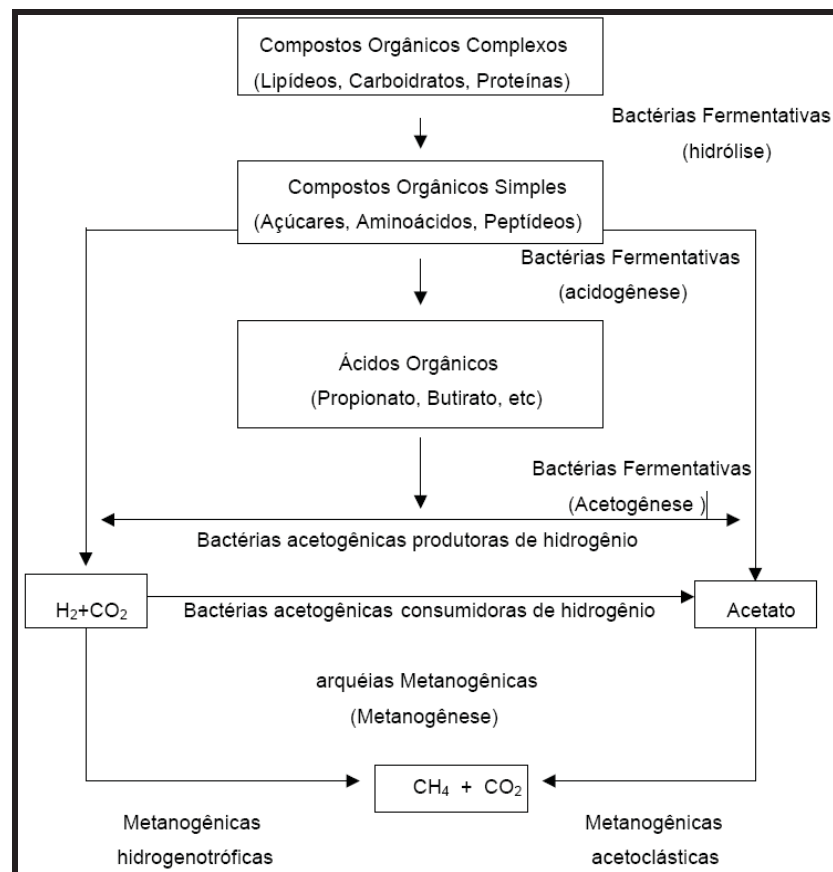 Compostos Orgânicos Complexos
(Lipídeos, Carboidratos, Proteínas)
Bactérias Fermentativas
(hidrólise)
Compostos Orgânicos Simples
(Açúcares, Aminoácidos, Peptídeos)
Bactérias Fermentativas
(acidogênese)
Ácidos Orgânicos
(Propionato, Butirato, etc)
Bactérias Fermentativas
(Acetogênese )
Bactérias acetogênicas produtoras de hidrogênio
H₂+CO₂
Bactérias acetogênicas consumidoras de hidrogênio
Acetato
arquéias Metanogênicas
(Metanogênese)
CH₄ + CO₂
Metanogênicas
hidrogenotróficas
Metanogênicas
acetoclásticas